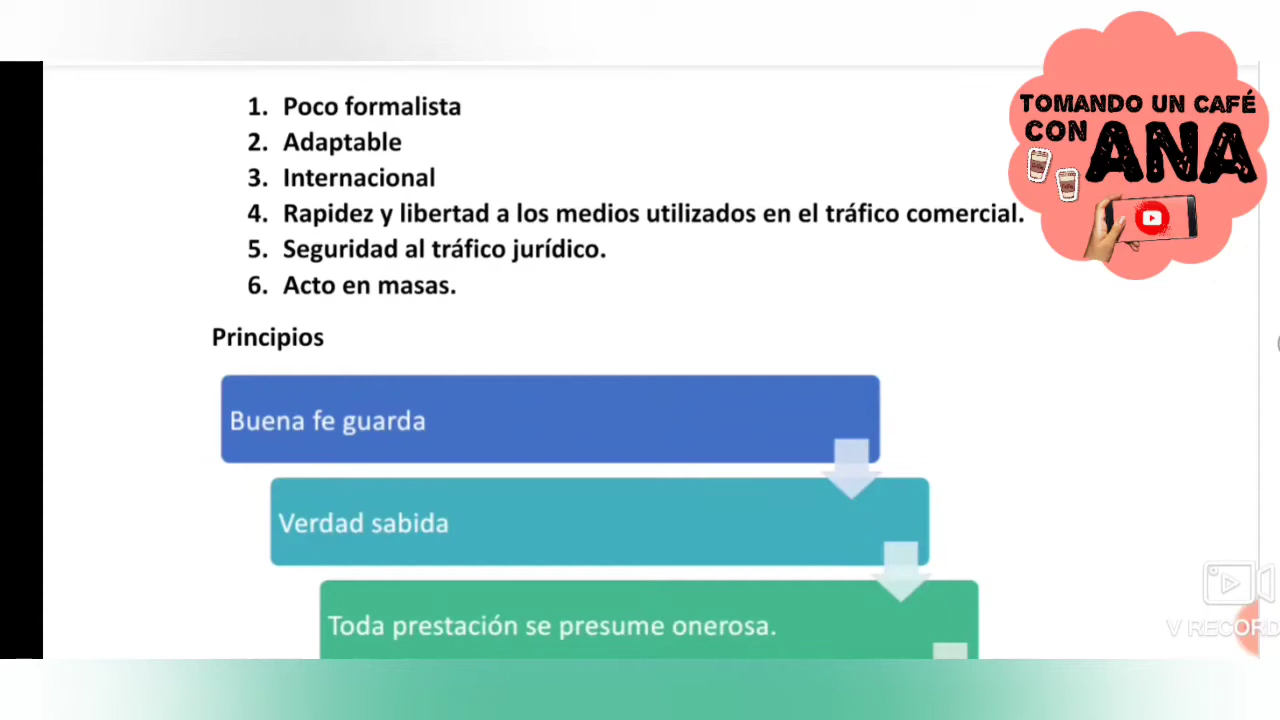 1. Poco formalista
2. Adaptable
3. Internacional
4. Rapidez y libertad a los medios utilizados en el tráfico comercial.
5. Seguridad al tráfico jurídico.
6. Acto en masas.
Principios
Buena fe guarda
Verdad sabida
Toda prestación se presume onerosa.
TOMANDO UN CAFÉ
CON ANA
V RECORD